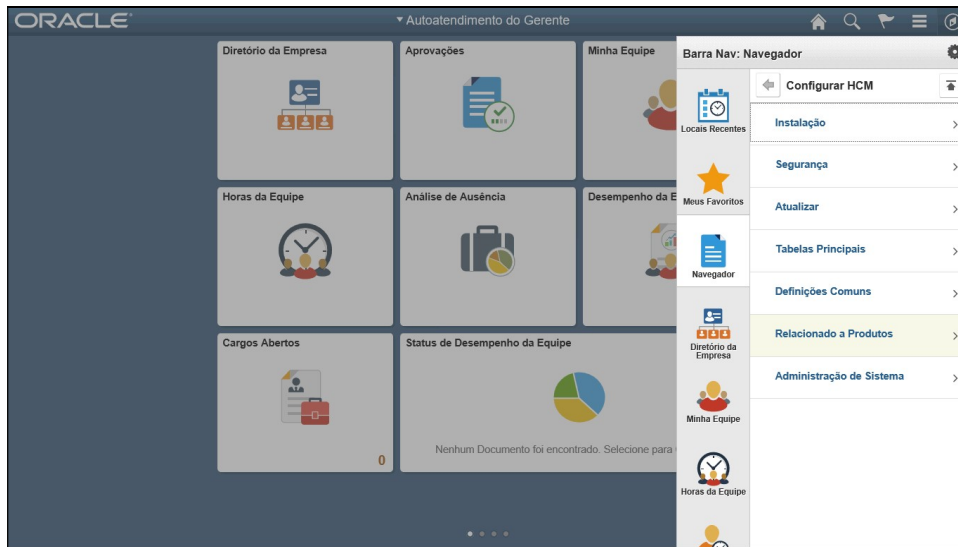 ORACLE
Autoatendimento do Gerente
Diretório da Empresa
Aprovações
Minha Equipe
Horas da Equipe
Análise de Ausência
Desempenho da E
Cargos Abertos
0
Status de Desempenho da Equipe
Nenhum Documento foi encontrado. Selecione para
Barra Nav: Navegador
Locais Recentes
Meus Favoritos
Navegador
Diretório da
Empresa
Minha Equipe
Horas da Equipe
Configurar HCM
Instalação
Segurança
Atualizar
Tabelas Principais
Definições Comuns
Relacionado a Produtos
Administração de Sistema